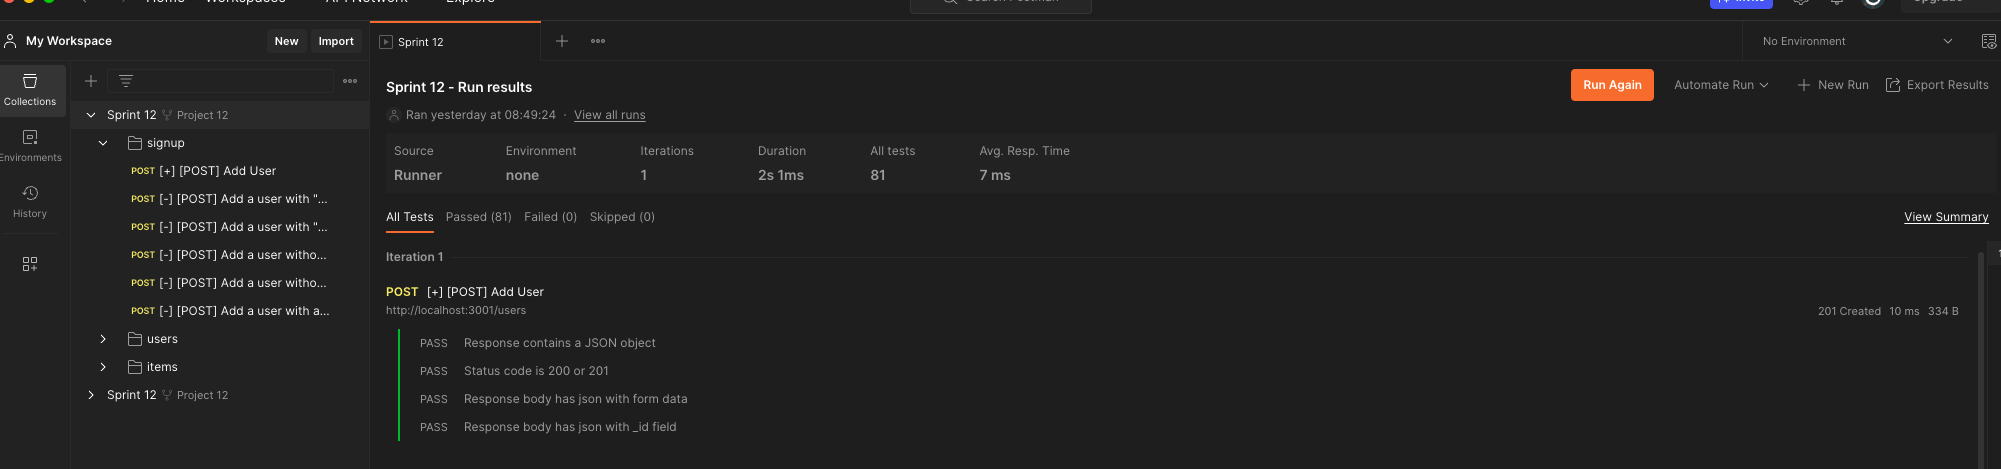 Home Workspaces API Network Explore
Search Postman
Invite
Upgrade
My Workspace
New
Import
Sprint 12
No Environment
Collections
Environments
History
Sprint 12 Project 12
signup
POST [+] [POST] Add User
POST [-] [POST] Add a user with "...
POST [-] [POST] Add a user with "...
POST [-] [POST] Add a user witho...
POST [-] [POST] Add a user witho...
POST [-] [POST] Add a user with a...
users
items
Sprint 12 Project 12
Sprint 12 - Run results
Run Again
Automate Run
New Run
Export Results
Ran yesterday at 08:49:24 · View all runs
Source Environment Iterations Duration All tests Avg. Resp. Time
Runner none 1 2s 1ms 81 7 ms
All Tests Passed (81) Failed (0) Skipped (0)
View Summary
Iteration 1
POST [+] [POST] Add User
http://localhost:3001/users
201 Created 10 ms 334 B
PASS Response contains a JSON object
PASS Status code is 200 or 201
PASS Response body has json with form data
PASS Response body has json with _id field